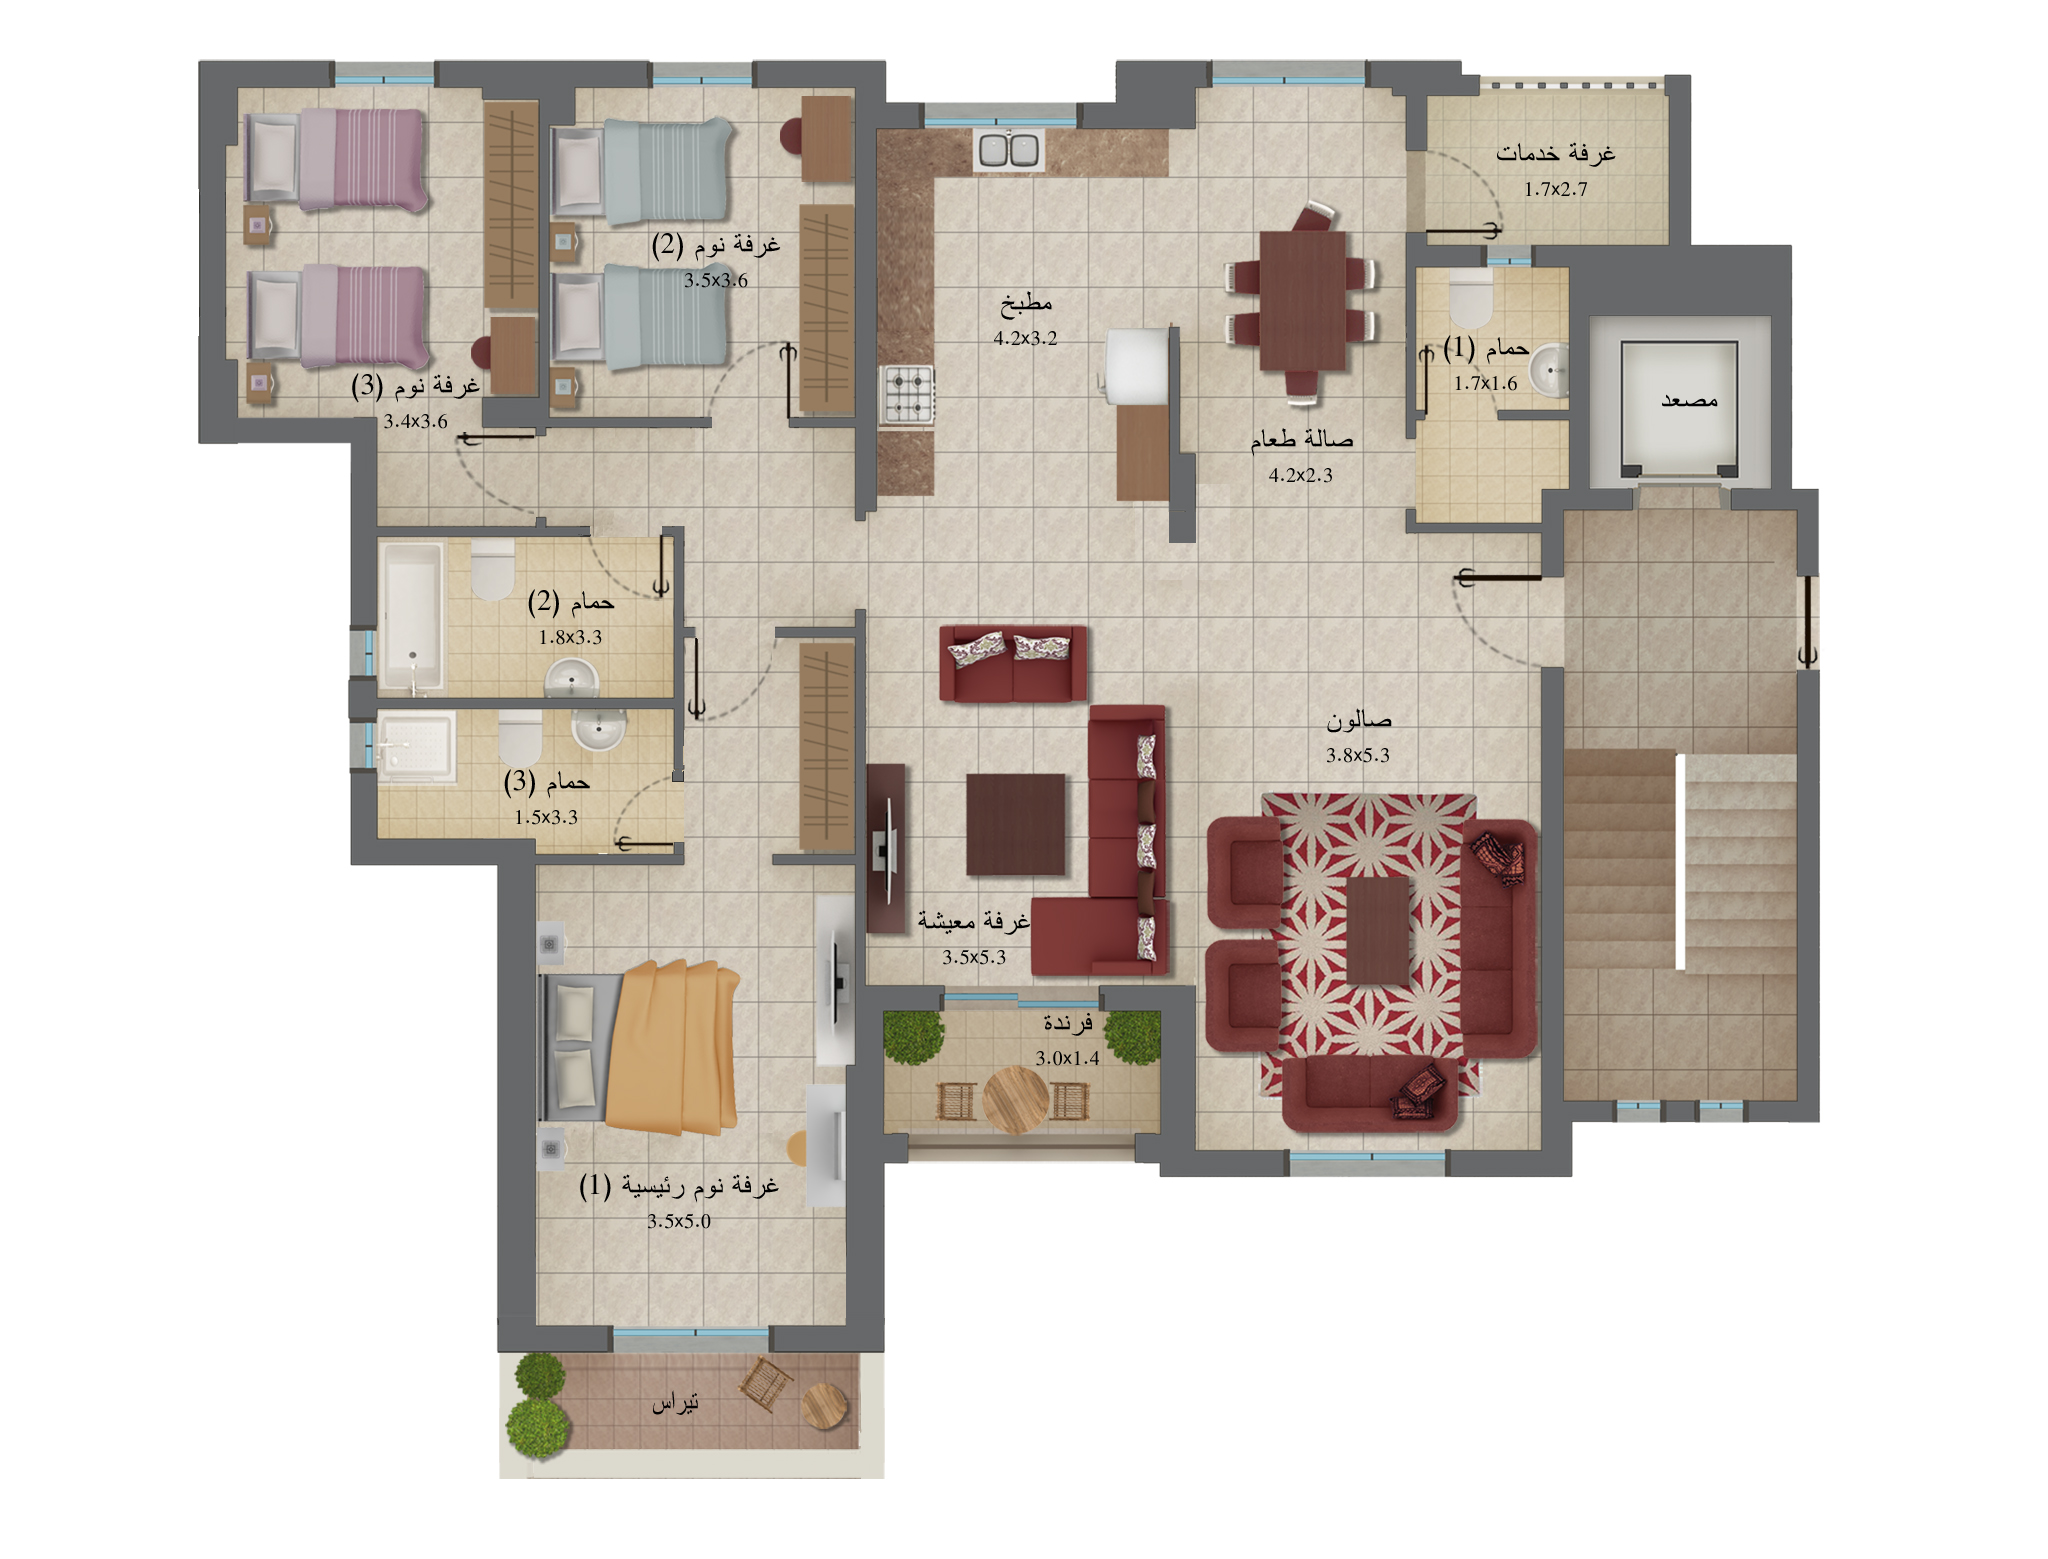 غرفة خدمات
1.7x2.7
غرفة نوم (2)
3.5x3.6
مطبخ
4.2x3.2
حمام (1)
1.7x1.6
غرفة نوم (3)
3.4x3.6
مصعد
صالة طعام
4.2x2.3
حمام (2)
1.8x3.3
صالون
3.8x5.3
حمام (3)
1.5x3.3
غرفة معيشة
3.5x5.3
فرندة
3.0x1.4
غرفة نوم رئيسية (1)
3.5x5.0
تيراس